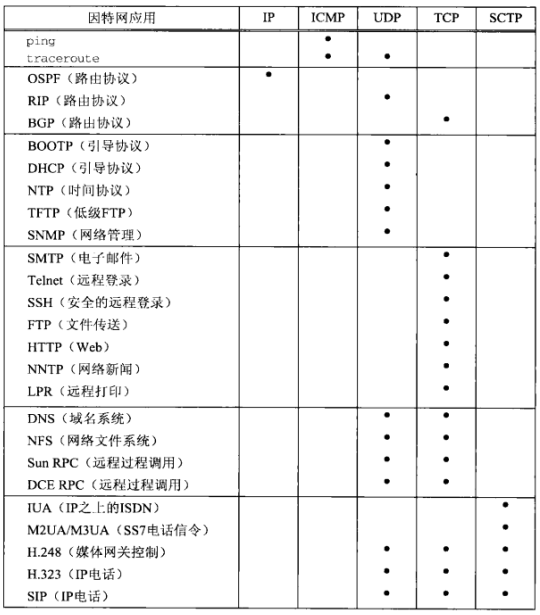 因特网应用 IP ICMP UDP TCP SCTP
ping •
traceroute • •
OSPF（路由协议） •
RIP（路由协议） •
BGP（路由协议） •
BOOTP（引导协议） •
DHCP（引导协议） •
NTP（时间协议） •
TFTP（低级FTP） •
SNMP（网络管理） •
SMTP（电子邮件） •
Telnet（远程登录） •
SSH（安全的远程登录） •
FTP（文件传送） •
HTTP（Web） •
NNTP（网络新闻） •
LPR（远程打印） •
DNS（域名系统） • •
NFS（网络文件系统） • •
Sun RPC（远程过程调用） • •
DCE RPC（远程过程调用） • •
IUA（IP之上的ISDN） •
M2UA/M3UA（SS7电话信令） •
H.248（媒体网关控制） • • •
H.323（IP电话） • • •
SIP（IP电话） • • •